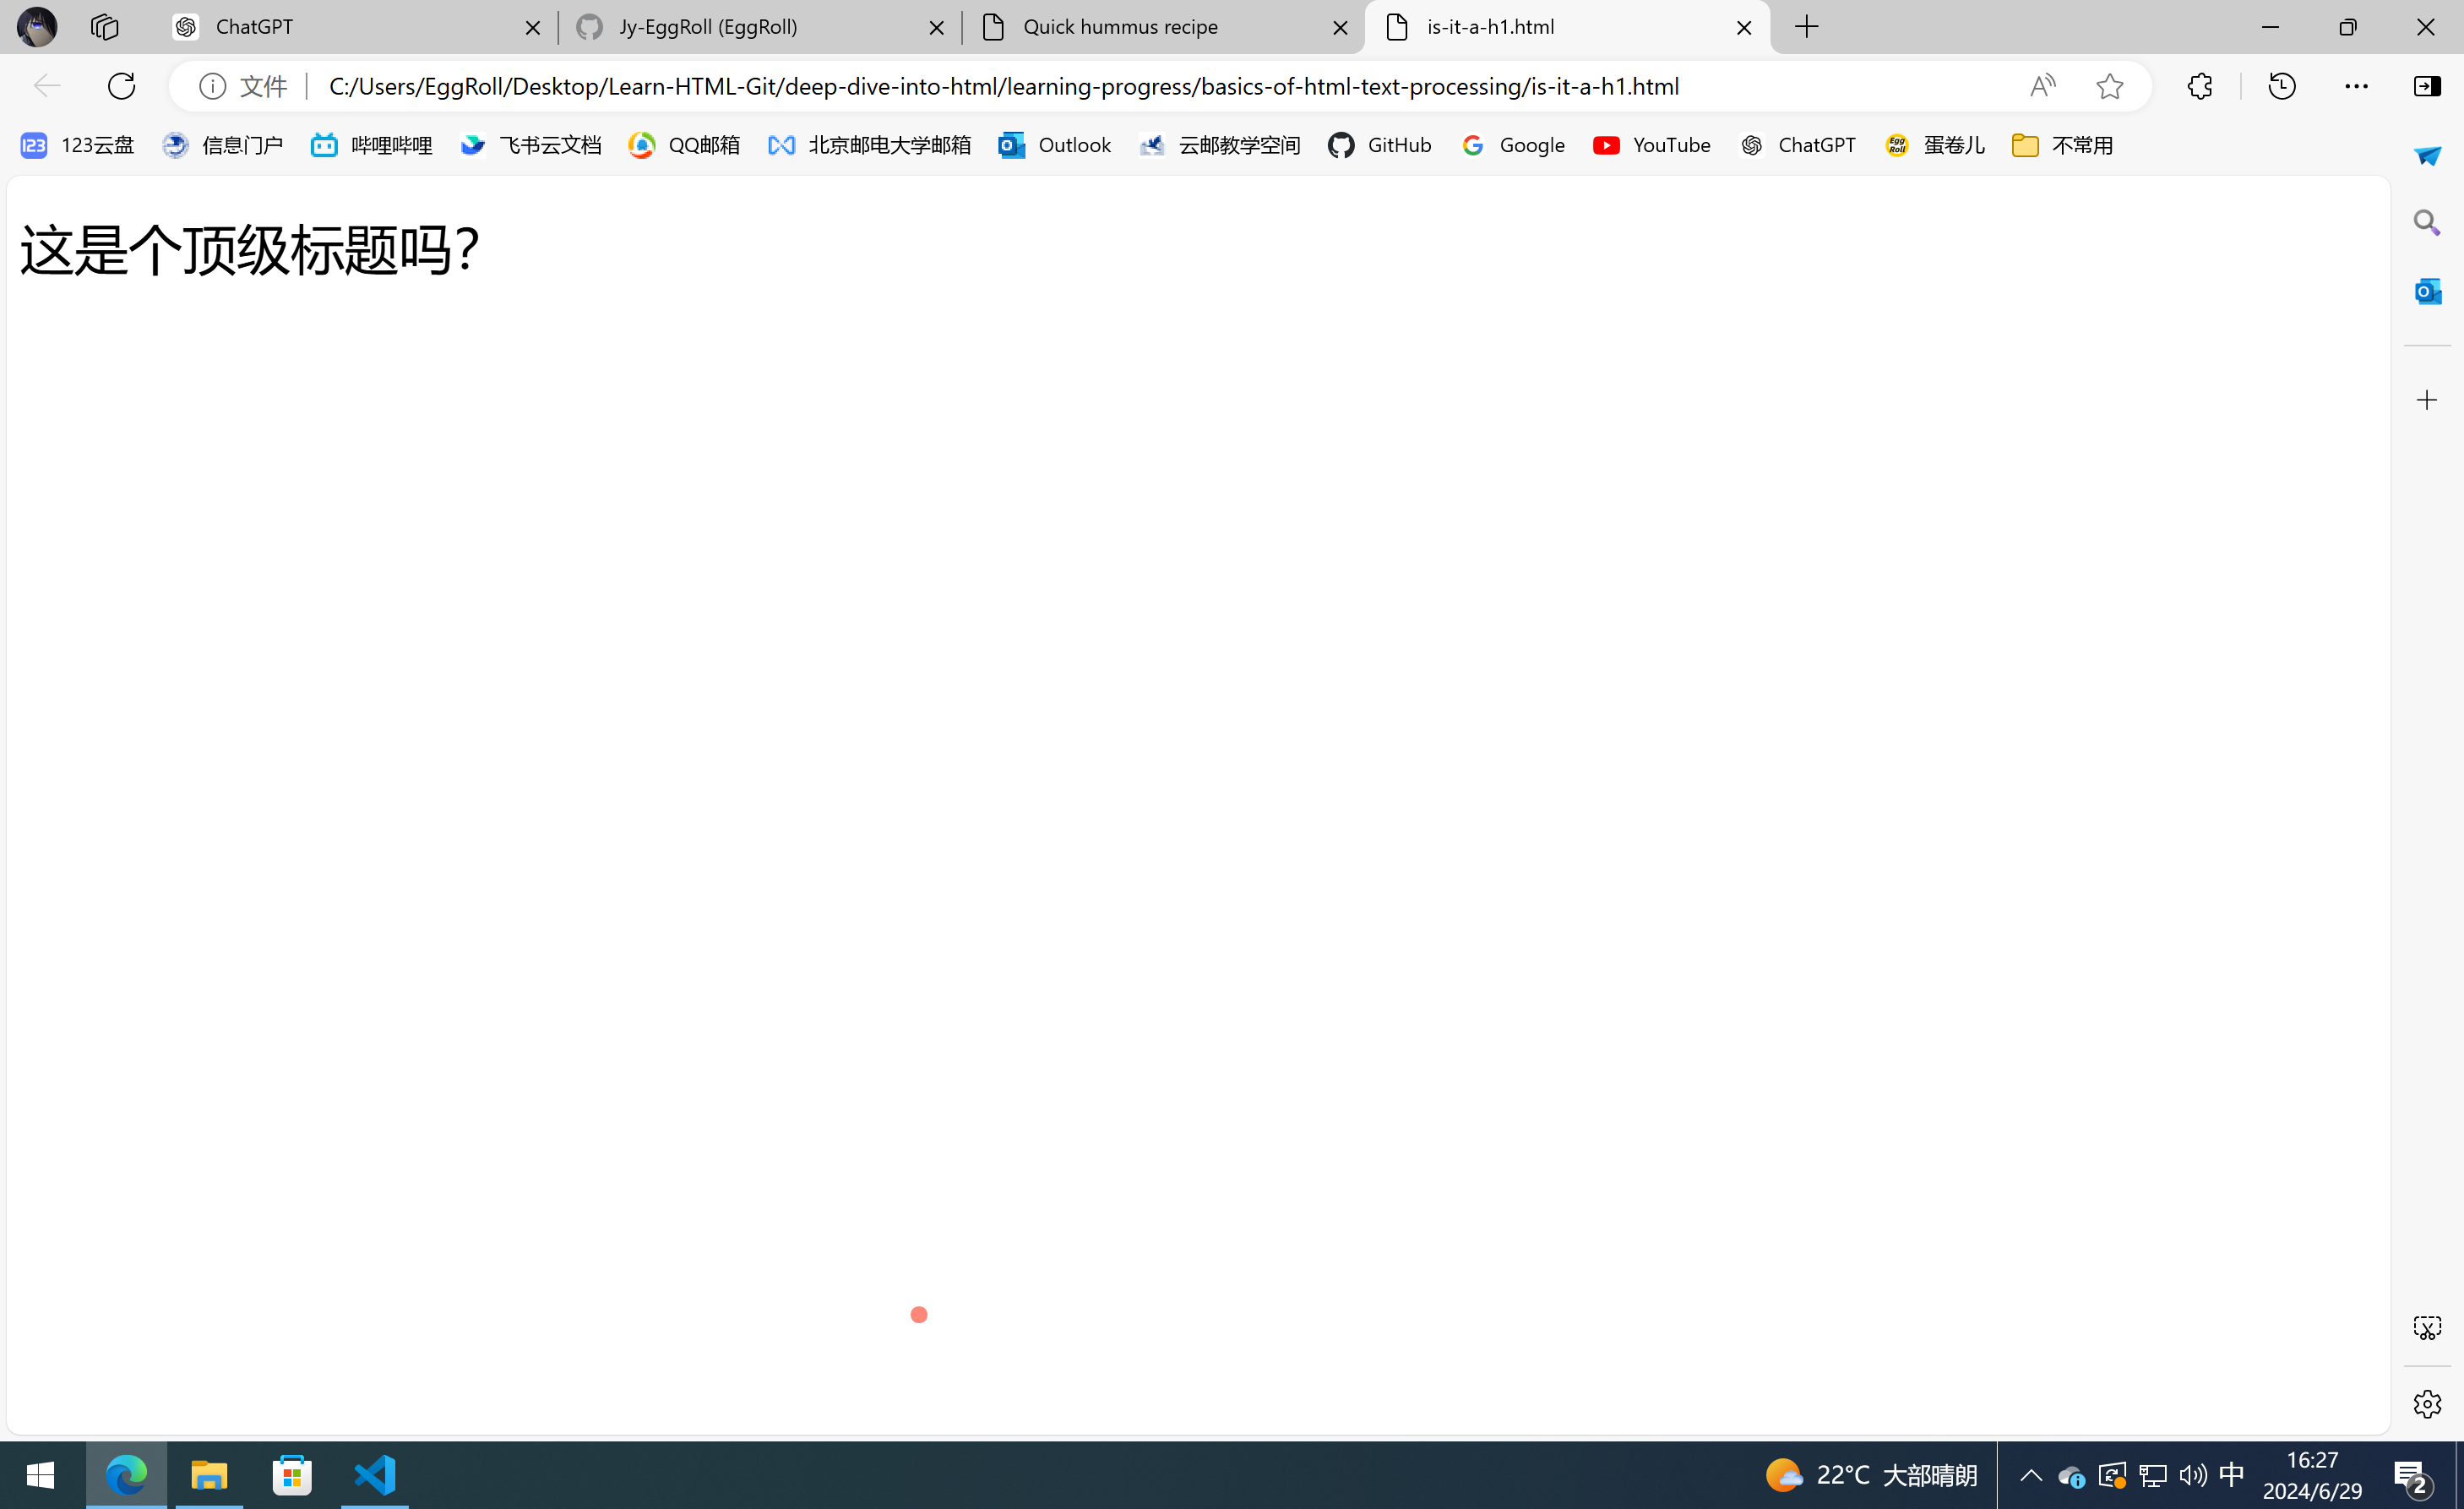 ChatGPT
Jy-EggRoll (EggRoll)
Quick hummus recipe
is-it-a-h1.html
文件
C:/Users/EggRoll/Desktop/Learn-HTML-Git/deep-dive-into-html/learning-progress/basics-of-html-text-processing/is-it-a-h1.html
123 123云盘
信息门户
哔哩哔哩
飞书云文档
QQ邮箱
北京邮电大学邮箱
Outlook
云邮教学空间
GitHub
Google
YouTube
ChatGPT
Egg Roll 蛋卷儿
不常用
这是个顶级标题吗？
22°C 大部晴朗
中
16:27
2024/6/29
2